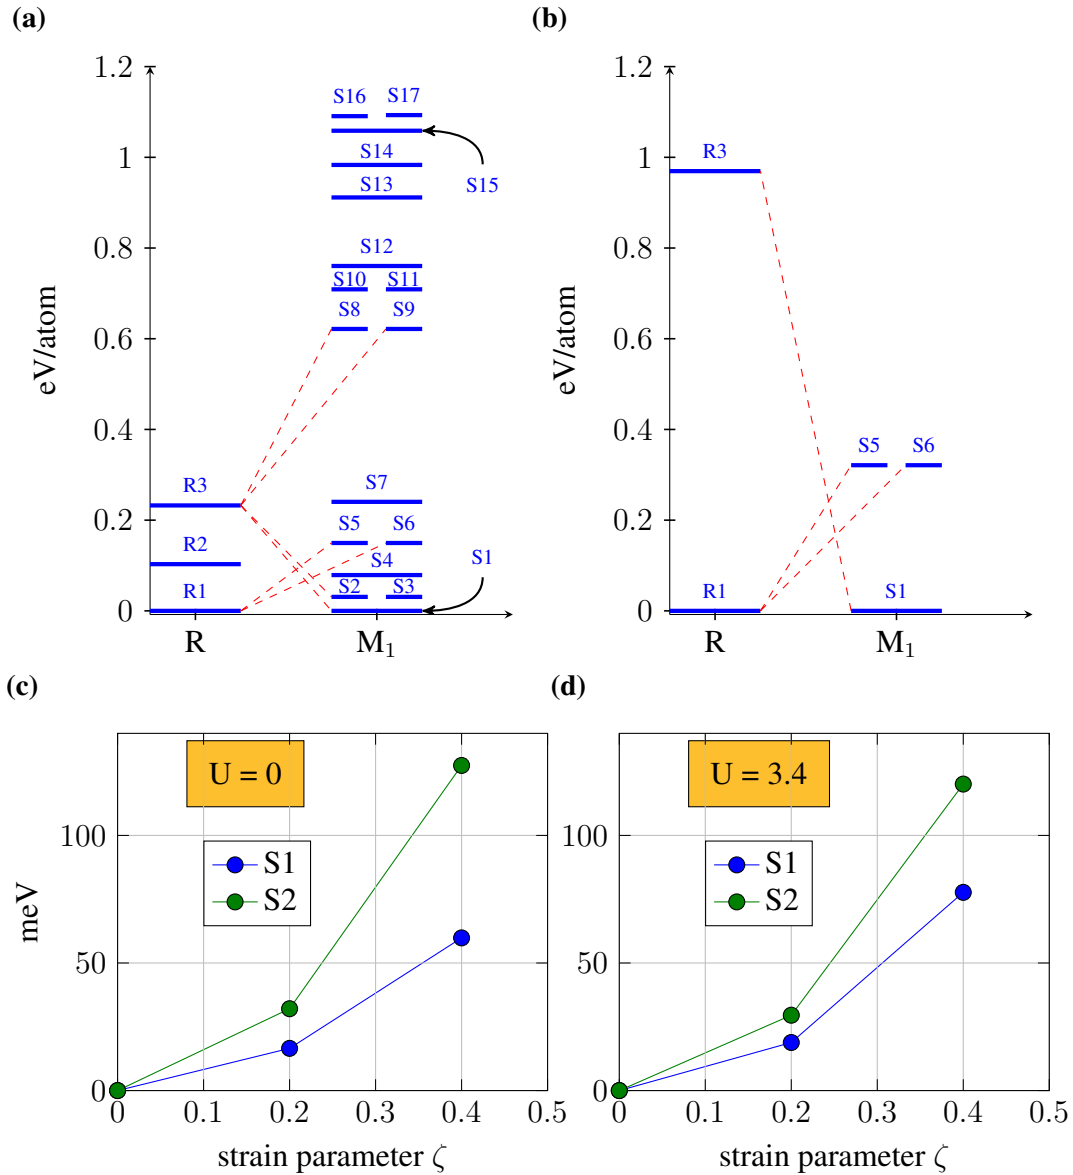 (a)
eV/atom
1.2
1
0.8
0.6
0.4
0.2
0
S16 S17
S14
S15
S13
S12
S10 S11
S8 S9
R3
S7
S5 S6
R2
S4
S1
R1
S2 S3
R M₁
(b)
eV/atom
1.2
1
0.8
0.6
0.4
0.2
0
R3
S5 S6
R1 S1
R M₁
(c)
U = 0
S1
S2
meV
100
50
0
0 0.1 0.2 0.3 0.4 0.5
strain parameter ζ
(d)
U = 3.4
S1
S2
100
50
0
0 0.1 0.2 0.3 0.4 0.5
strain parameter ζ